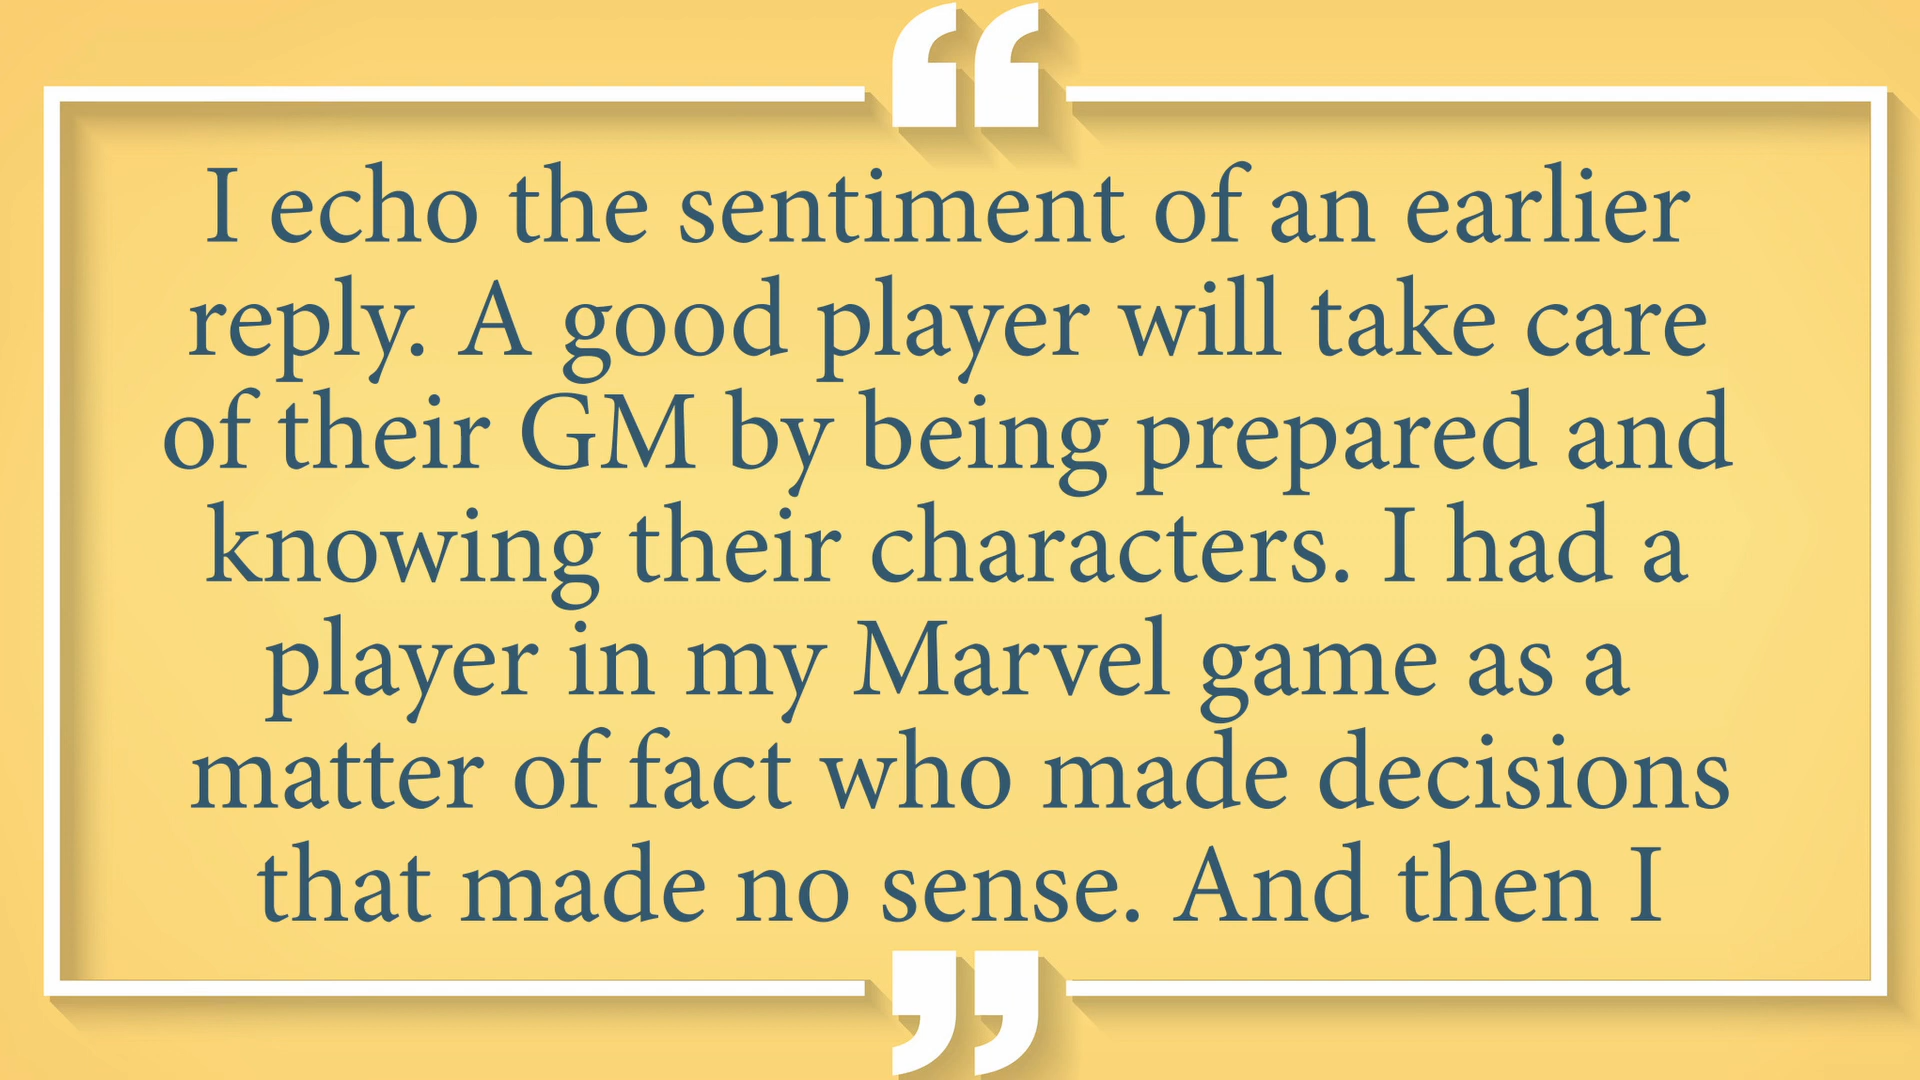 “
I echo the sentiment of an earlier
reply. A good player will take care
of their GM by being prepared and
knowing their characters. I had a
player in my Marvel game as a
matter of fact who made decisions
that made no sense. And then I
”